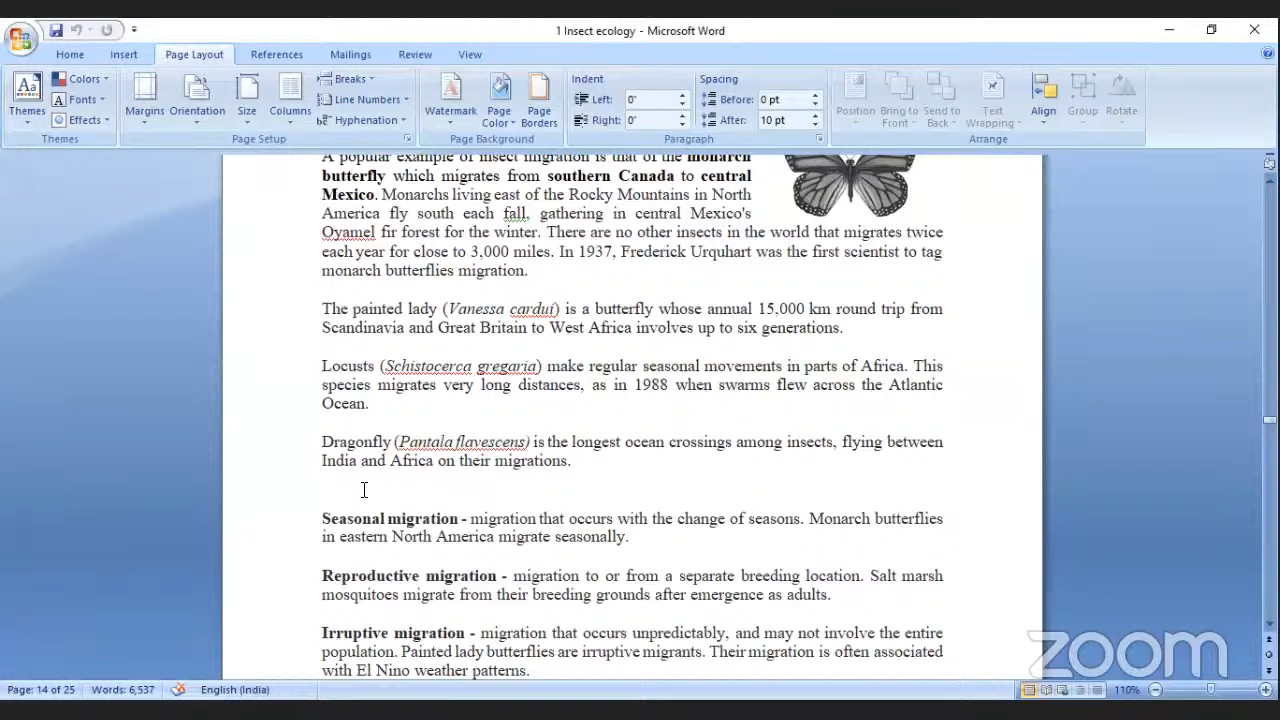 1 Insect ecology - Microsoft Word
Home Insert Page Layout References Mailings Review View
Themes Colors Fonts Effects Margins Orientation Size Columns Breaks Line Numbers Hyphenation Watermark Page Color Page Borders Indent Left: 0" Right: 0" Spacing Before: 0 pt After: 10 pt Position Bring to Front Send to Back Text Wrapping Align Group Rotate
Themes Page Setup Page Background Paragraph Arrange
A popular example of insect migration is that of the monarch
butterfly which migrates from southern Canada to central
Mexico. Monarchs living east of the Rocky Mountains in North
America fly south each fall, gathering in central Mexico's
Oyamel fir forest for the winter. There are no other insects in the world that migrates twice
each year for close to 3,000 miles. In 1937, Frederick Urquhart was the first scientist to tag
monarch butterflies migration.
The painted lady (Vanessa cardui) is a butterfly whose annual 15,000 km round trip from
Scandinavia and Great Britain to West Africa involves up to six generations.
Locusts (Schistocerca gregaria) make regular seasonal movements in parts of Africa. This
species migrates very long distances, as in 1988 when swarms flew across the Atlantic
Ocean.
Dragonfly (Pantala flavescens) is the longest ocean crossings among insects, flying between
India and Africa on their migrations.
Seasonal migration - migration that occurs with the change of seasons. Monarch butterflies
in eastern North America migrate seasonally.
Reproductive migration - migration to or from a separate breeding location. Salt marsh
mosquitoes migrate from their breeding grounds after emergence as adults.
Irruptive migration - migration that occurs unpredictably, and may not involve the entire
population. Painted lady butterflies are irruptive migrants. Their migration is often associated
with El Nino weather patterns.
zoom
Page: 14 of 25 Words: 6,537 English (India) 110%